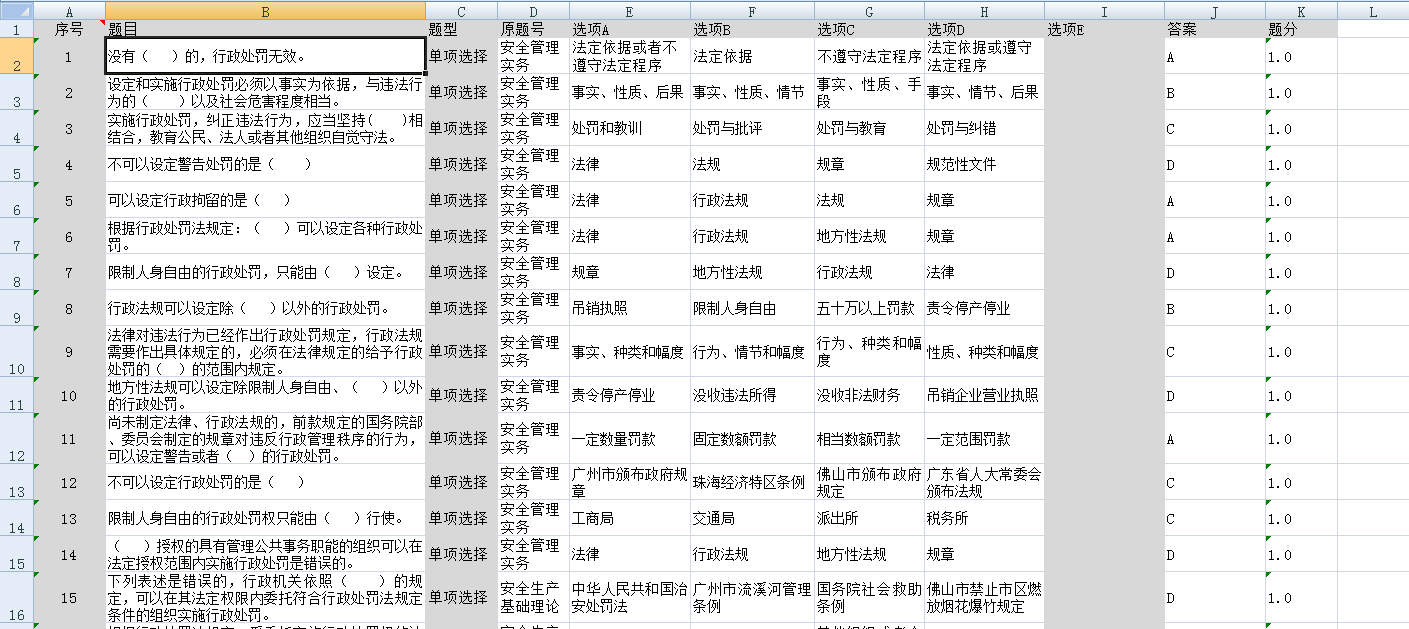 A B C D E F G H I J K L
1 序号 题目 题型 原题号 选项A 选项B 选项C 选项D 选项E 答案 题分
2 1 没有（ ）的，行政处罚无效。 单项选择 安全管理实务 法定依据或者不遵守法定程序 法定依据 不遵守法定程序 法定依据或遵守法定程序 A 1.0
3 2 设定和实施行政处罚必须以事实为依据，与违法行为的（ ）以及社会危害程度相当。 单项选择 安全管理实务 事实、性质、后果 事实、性质、情节 事实、性质、手段 事实、情节、后果 B 1.0
4 3 实施行政处罚，纠正违法行为，应当坚持（ ）相结合，教育公民、法人或者其他组织自觉守法。 单项选择 安全管理实务 处罚和教训 处罚与批评 处罚与教育 处罚与纠错 C 1.0
5 4 不可以设定警告处罚的是（ ） 单项选择 安全管理实务 法律 法规 规章 规范性文件 D 1.0
6 5 可以设定行政拘留的是（ ） 单项选择 安全管理实务 法律 行政法规 法规 规章 A 1.0
7 6 根据行政处罚法规定：（ ）可以设定各种行政处罚。 单项选择 安全管理实务 法律 行政法规 地方性法规 规章 A 1.0
8 7 限制人身自由的行政处罚，只能由（ ）设定。 单项选择 安全管理实务 规章 地方性法规 行政法规 法律 D 1.0
9 8 行政法规可以设定除（ ）以外的行政处罚。 单项选择 安全管理实务 吊销执照 限制人身自由 五十万以上罚款 责令停产停业 B 1.0
10 9 法律对违法行为已经作出行政处罚规定，行政法规需要作出具体规定的，必须在法律规定的给予行政处罚的（ ）的范围内规定。 单项选择 安全管理实务 事实、种类和幅度 行为、情节和幅度 行为、种类和幅度 性质、种类和幅度 C 1.0
11 10 地方性法规可以设定除限制人身自由、（ ）以外的行政处罚。 单项选择 安全管理实务 责令停产停业 没收违法所得 没收非法财务 吊销企业营业执照 D 1.0
12 11 尚未制定法律、行政法规的，前款规定的国务院部、委员会制定的规章对违反行政管理秩序的行为，可以设定警告或者（ ）的行政处罚。 单项选择 安全管理实务 一定数量罚款 固定数额罚款 相当数额罚款 一定范围罚款 A 1.0
13 12 不可以设定行政处罚的是（ ） 单项选择 安全管理实务 广州市颁布政府规章 珠海经济特区条例 佛山市颁布政府规定 广东省人大常委会颁布法规 C 1.0
14 13 限制人身自由的行政处罚权只能由（ ）行使。 单项选择 安全管理实务 工商局 交通局 派出所 税务所 C 1.0
15 14 （ ）授权的具有管理公共事务职能的组织可以在法定授权范围内实施行政处罚是错误的。 单项选择 安全管理实务 法律 行政法规 地方性法规 规章 D 1.0
16 15 下列表述是错误的，行政机关依照（ ）的规定，可以在其法定权限内委托符合行政处罚法规定条件的组织实施行政处罚。 单项选择 安全生产基础理论 中华人民共和国治安处罚法 广州市流溪河管理条例 国务院社会救助条例 佛山市禁止市区燃放烟花爆竹规定 D 1.0